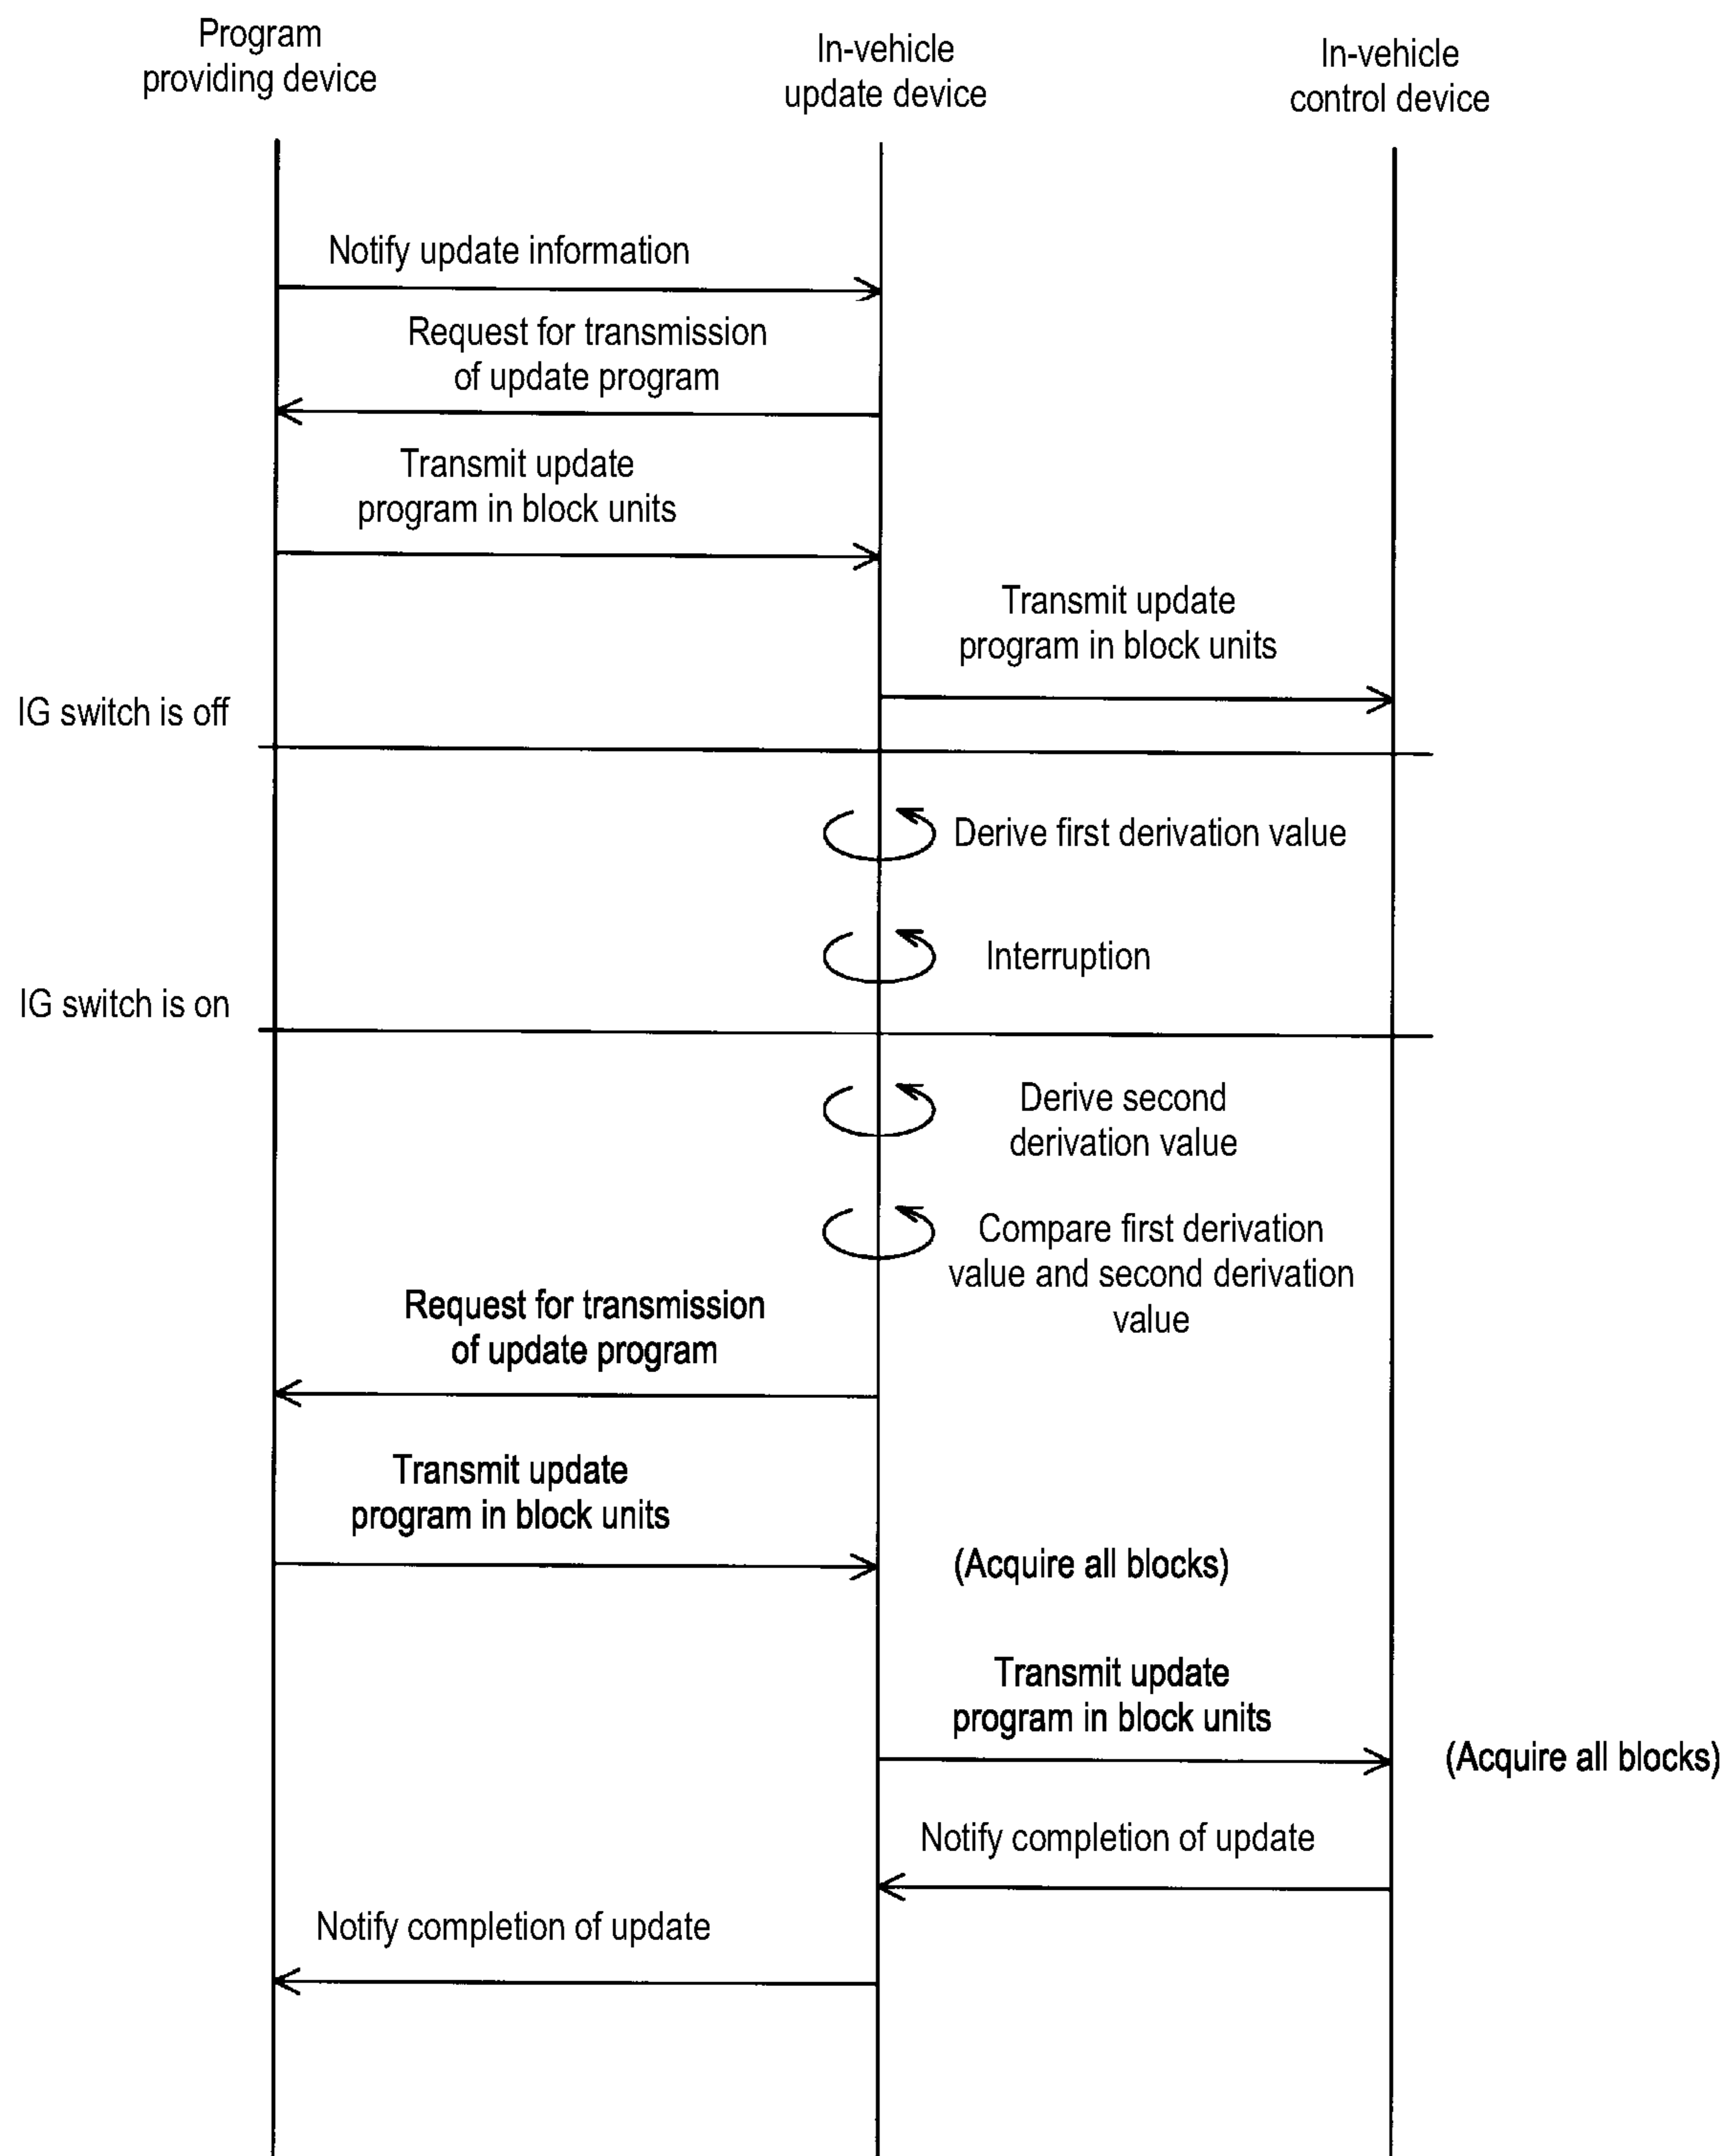 Program
providing device
In-vehicle
update device
In-vehicle
control device
Notify update information
Request for transmission
of update program
Transmit update
program in block units
Transmit update
program in block units
IG switch is off
Derive first derivation value
Interruption
IG switch is on
Derive second
derivation value
Compare first derivation
value and second derivation
value
Request for transmission
of update program
Transmit update
program in block units
(Acquire all blocks)
Transmit update
program in block units
(Acquire all blocks)
Notify completion of update
Notify completion of update